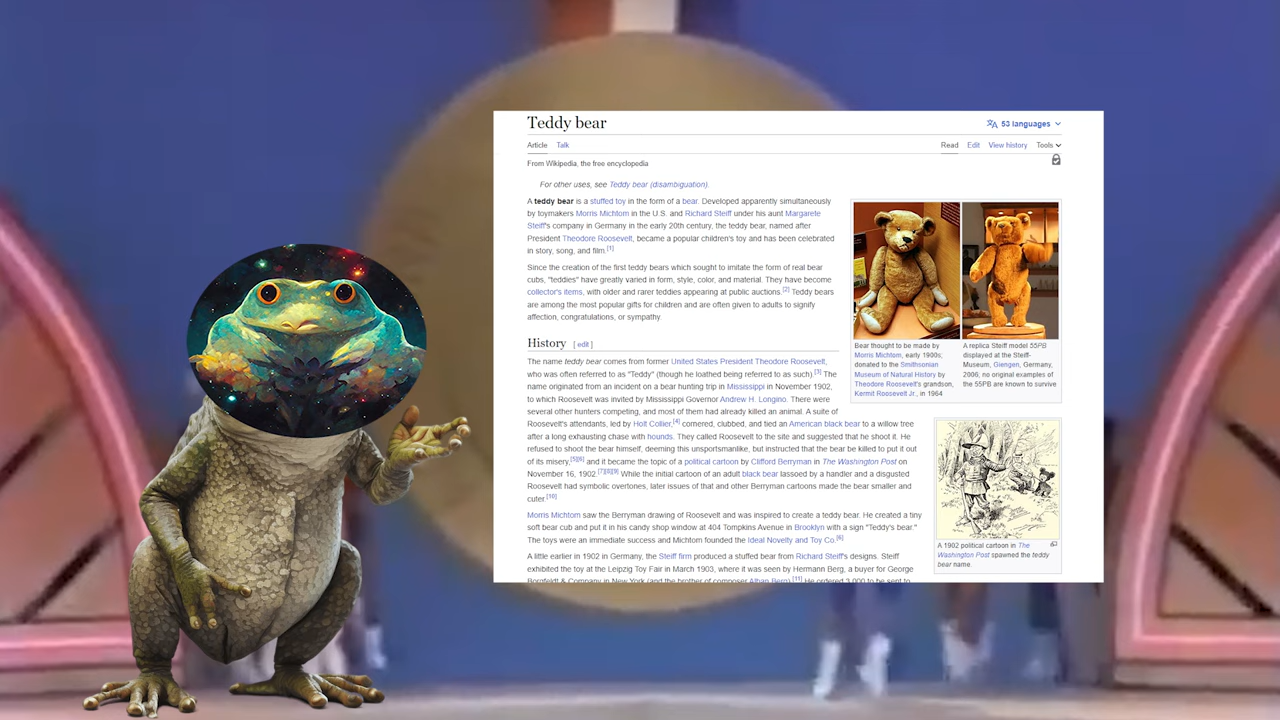 Teddy bear
53 languages
Article Talk
Read Edit View history Tools
From Wikipedia, the free encyclopedia
For other uses, see Teddy bear (disambiguation).
A teddy bear is a stuffed toy in the form of a bear. Developed apparently simultaneously
by toymakers Morris Michtom in the U.S. and Richard Steiff under his aunt Margarete
Steiff's company in Germany in the early 20th century, the teddy bear, named after
President Theodore Roosevelt, became a popular children's toy and has been celebrated
in story, song, and film.[1]
Since the creation of the first teddy bears which sought to imitate the form of real bear
cubs, "teddies" have greatly varied in form, style, color, and material. They have become
collector's items, with older and rarer teddies appearing at public auctions.[2] Teddy bears
are among the most popular gifts for children and are often given to adults to signify
affection, congratulations, or sympathy.
Bear thought to be made by
Morris Michtom, early 1900s,
donated to the Smithsonian
Museum of Natural History by
Theodore Roosevelt's grandson,
Kermit Roosevelt Jr., in 1964
A replica Steiff model 55PB
displayed at the Steiff-
Museum, Giengen, Germany,
2006, no original examples of
the 55PB are known to survive
History [ edit ]
The name teddy bear comes from former United States President Theodore Roosevelt,
who was often referred to as "Teddy" (though he loathed being referred to as such).[3] The
name originated from an incident on a bear hunting trip in Mississippi in November 1902,
to which Roosevelt was invited by Mississippi Governor Andrew H. Longino. There were
several other hunters competing, and most of them had already killed an animal. A suite of
Roosevelt's attendants, led by Holt Collier,[4] cornered, clubbed, and tied an American black bear to a willow tree
after a long exhausting chase with hounds. They called Roosevelt to the site and suggested that he shoot it. He
refused to shoot the bear himself, deeming this unsportsmanlike, but instructed that the bear be killed to put it out
of its misery,[5][6] and it became the topic of a political cartoon by Clifford Berryman in The Washington Post on
November 16, 1902.[7][8][9] While the initial cartoon of an adult black bear lassoed by a handler and a disgusted
Roosevelt had symbolic overtones, later issues of that and other Berryman cartoons made the bear smaller and
cuter.[10]
Morris Michtom saw the Berryman drawing of Roosevelt and was inspired to create a teddy bear. He created a tiny
soft bear cub and put it in his candy shop window at 404 Tompkins Avenue in Brooklyn with a sign "Teddy's bear."
The toys were an immediate success and Michtom founded the Ideal Novelty and Toy Co.[6]
A little earlier in 1902 in Germany, the Steiff firm produced a stuffed bear from Richard Steiff's designs. Steiff
exhibited the toy at the Leipzig Toy Fair in March 1903, where it was seen by Hermann Berg, a buyer for George
Borgfeldt & Company in New York (and the brother of composer Alban Berg).[11] He ordered 3,000 to be sent to
A 1902 political cartoon in The
Washington Post spawned the teddy
bear name.